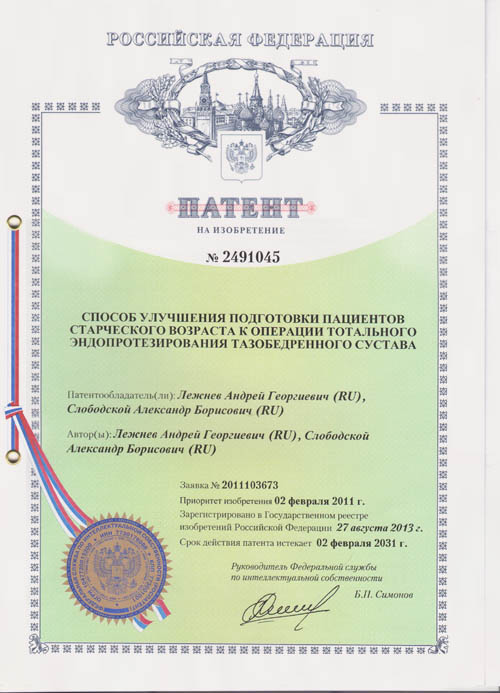 РОССИЙСКАЯ ФЕДЕРАЦИЯ
ПАТЕНТ
НА ИЗОБРЕТЕНИЕ
№ 2491045
СПОСОБ УЛУЧШЕНИЯ ПОДГОТОВКИ ПАЦИЕНТОВ
СТАРЧЕСКОГО ВОЗРАСТА К ОПЕРАЦИИ ТОТАЛЬНОГО
ЭНДОПРОТЕЗИРОВАНИЯ ТАЗОБЕДРЕННОГО СУСТАВА
Патентообладатель(ли): Лежнев Андрей Георгиевич (RU),
Слободской Александр Борисович (RU)
Автор(ы): Лежнев Андрей Георгиевич (RU), Слободской
Александр Борисович (RU)
Заявка № 2011103673
Приоритет изобретения 02 февраля 2011 г.
Зарегистрировано в Государственном реестре
изобретений Российской Федерации 27 августа 2013 г.
Срок действия патента истекает 02 февраля 2031 г.
Руководитель Федеральной службы
по интеллектуальной собственности
Б.П. Симонов